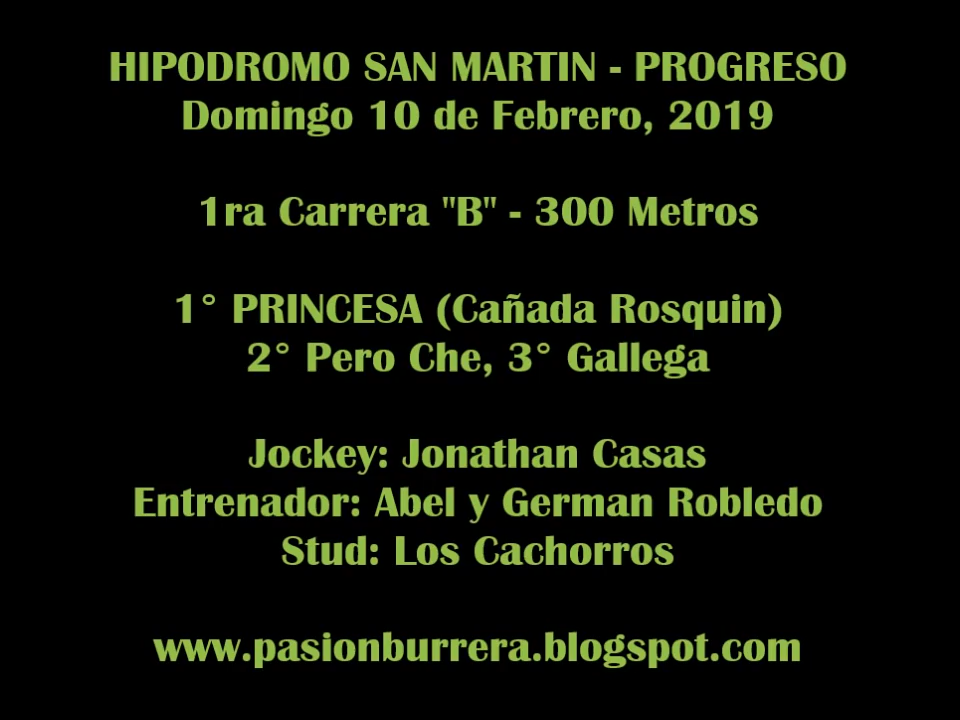 HIPODROMO SAN MARTIN - PROGRESO
Domingo 10 de Febrero, 2019
1ra Carrera "B" - 300 Metros
1° PRINCESA (Cañada Rosquin)
2° Pero Che, 3° Gallega
Jockey: Jonathan Casas
Entrenador: Abel y German Robledo
Stud: Los Cachorros
www.pasionburrera.blogspot.com